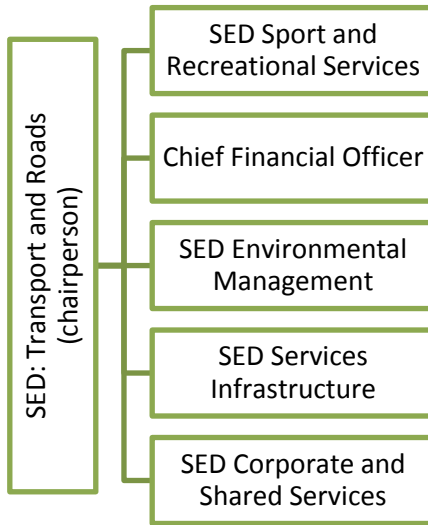 SED: Transport and Roads
(chairperson)
SED Sport and
Recreational Services
Chief Financial Officer
SED Environmental
Management
SED Services
Infrastructure
SED Corporate and
Shared Services